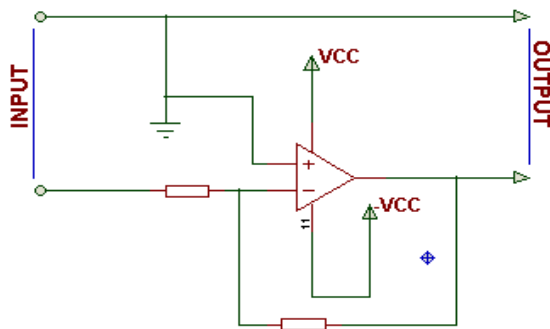 INPUT
VCC
OUTPUT
+
−
11
-VCC